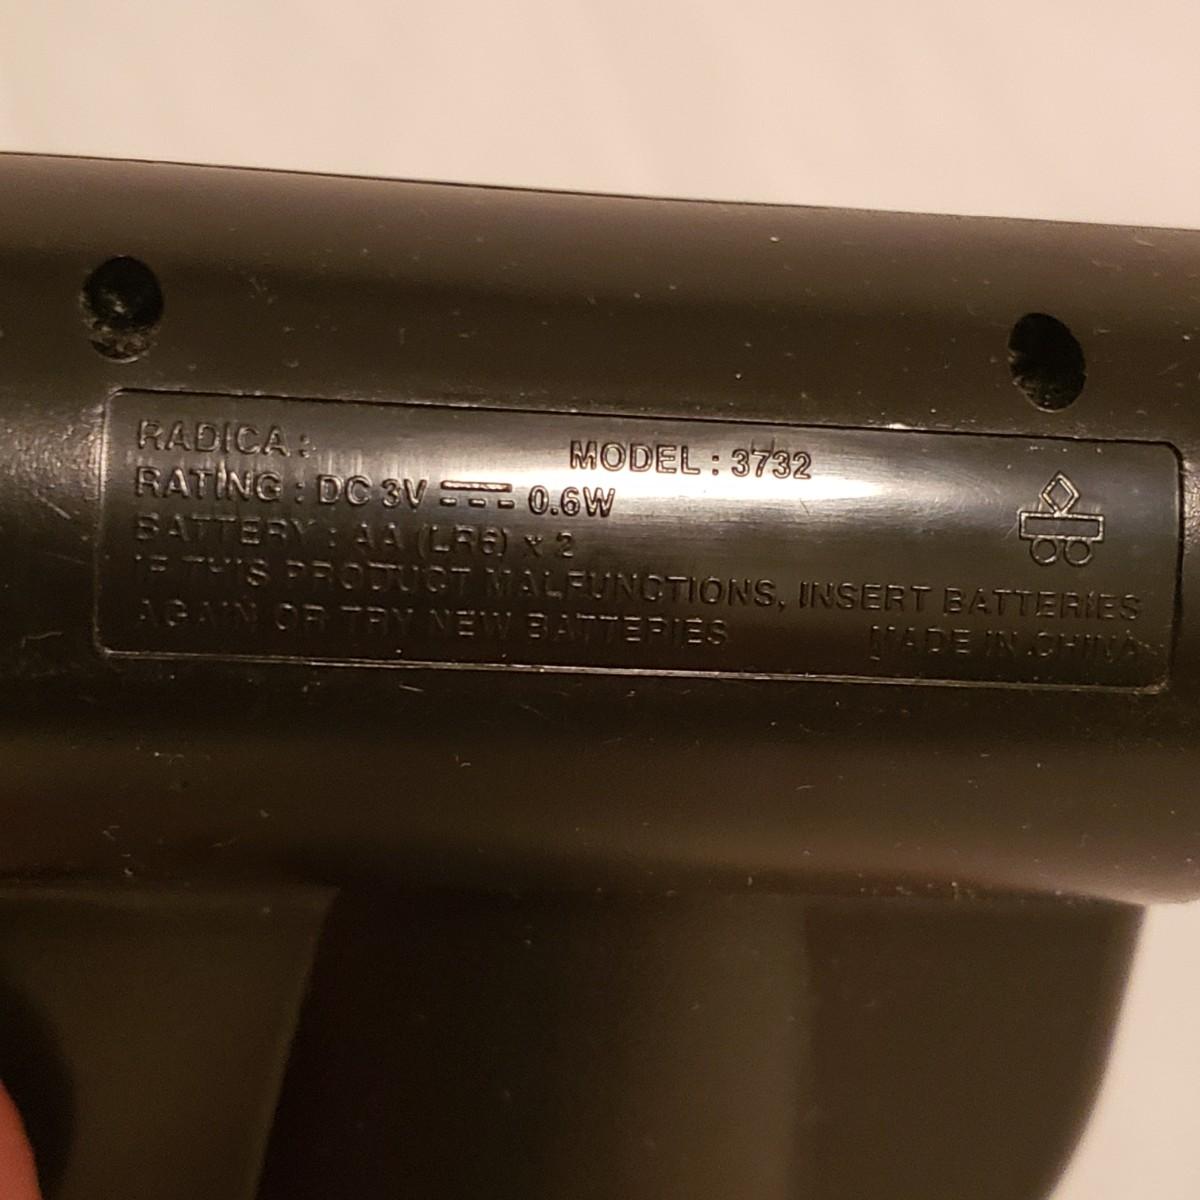 RADICA: MODEL : 3732
RATING : DC 3V 0.6W
BATTERY : AA (LR6) x 2
IF THIS PRODUCT MALFUNCTIONS, INSERT BATTERIES
AGAIN OR TRY NEW BATTERIES MADE IN CHINA